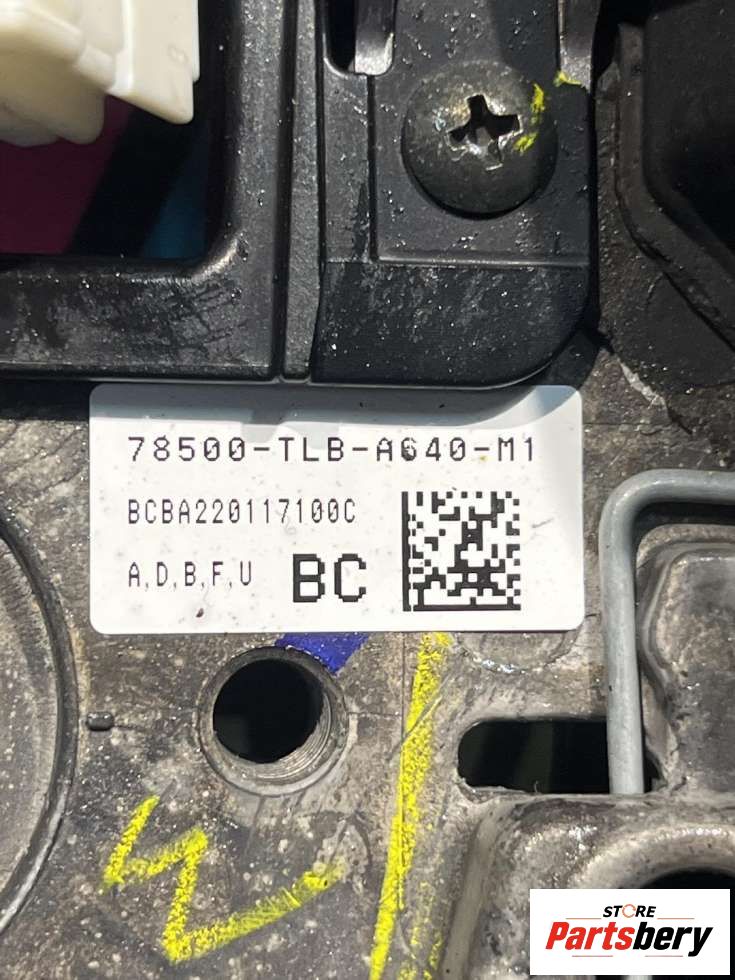 78500-TLB-A640-M1
BCBA220117100C
A,D,B,F,U
BC
STORE
Partsbery